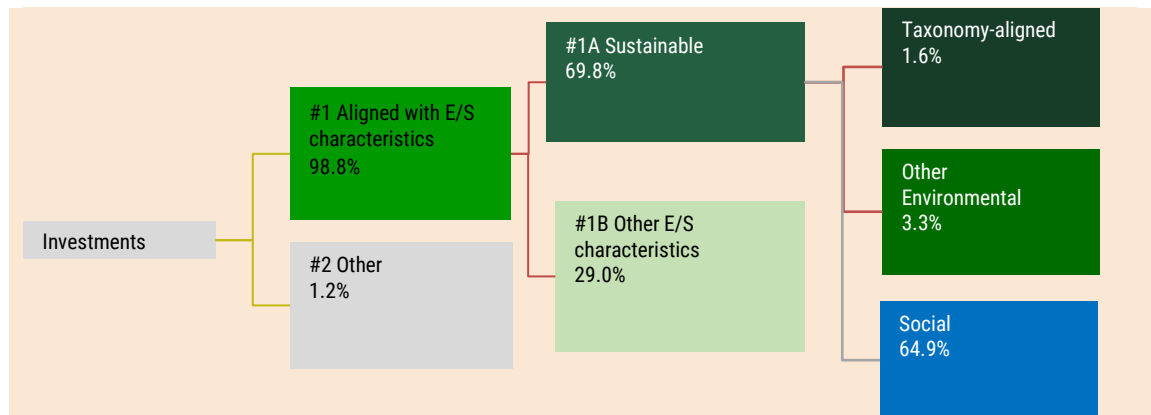 Investments
#1 Aligned with E/S
characteristics
98.8%
#2 Other
1.2%
#1A Sustainable
69.8%
#1B Other E/S
characteristics
29.0%
Taxonomy-aligned
1.6%
Other
Environmental
3.3%
Social
64.9%